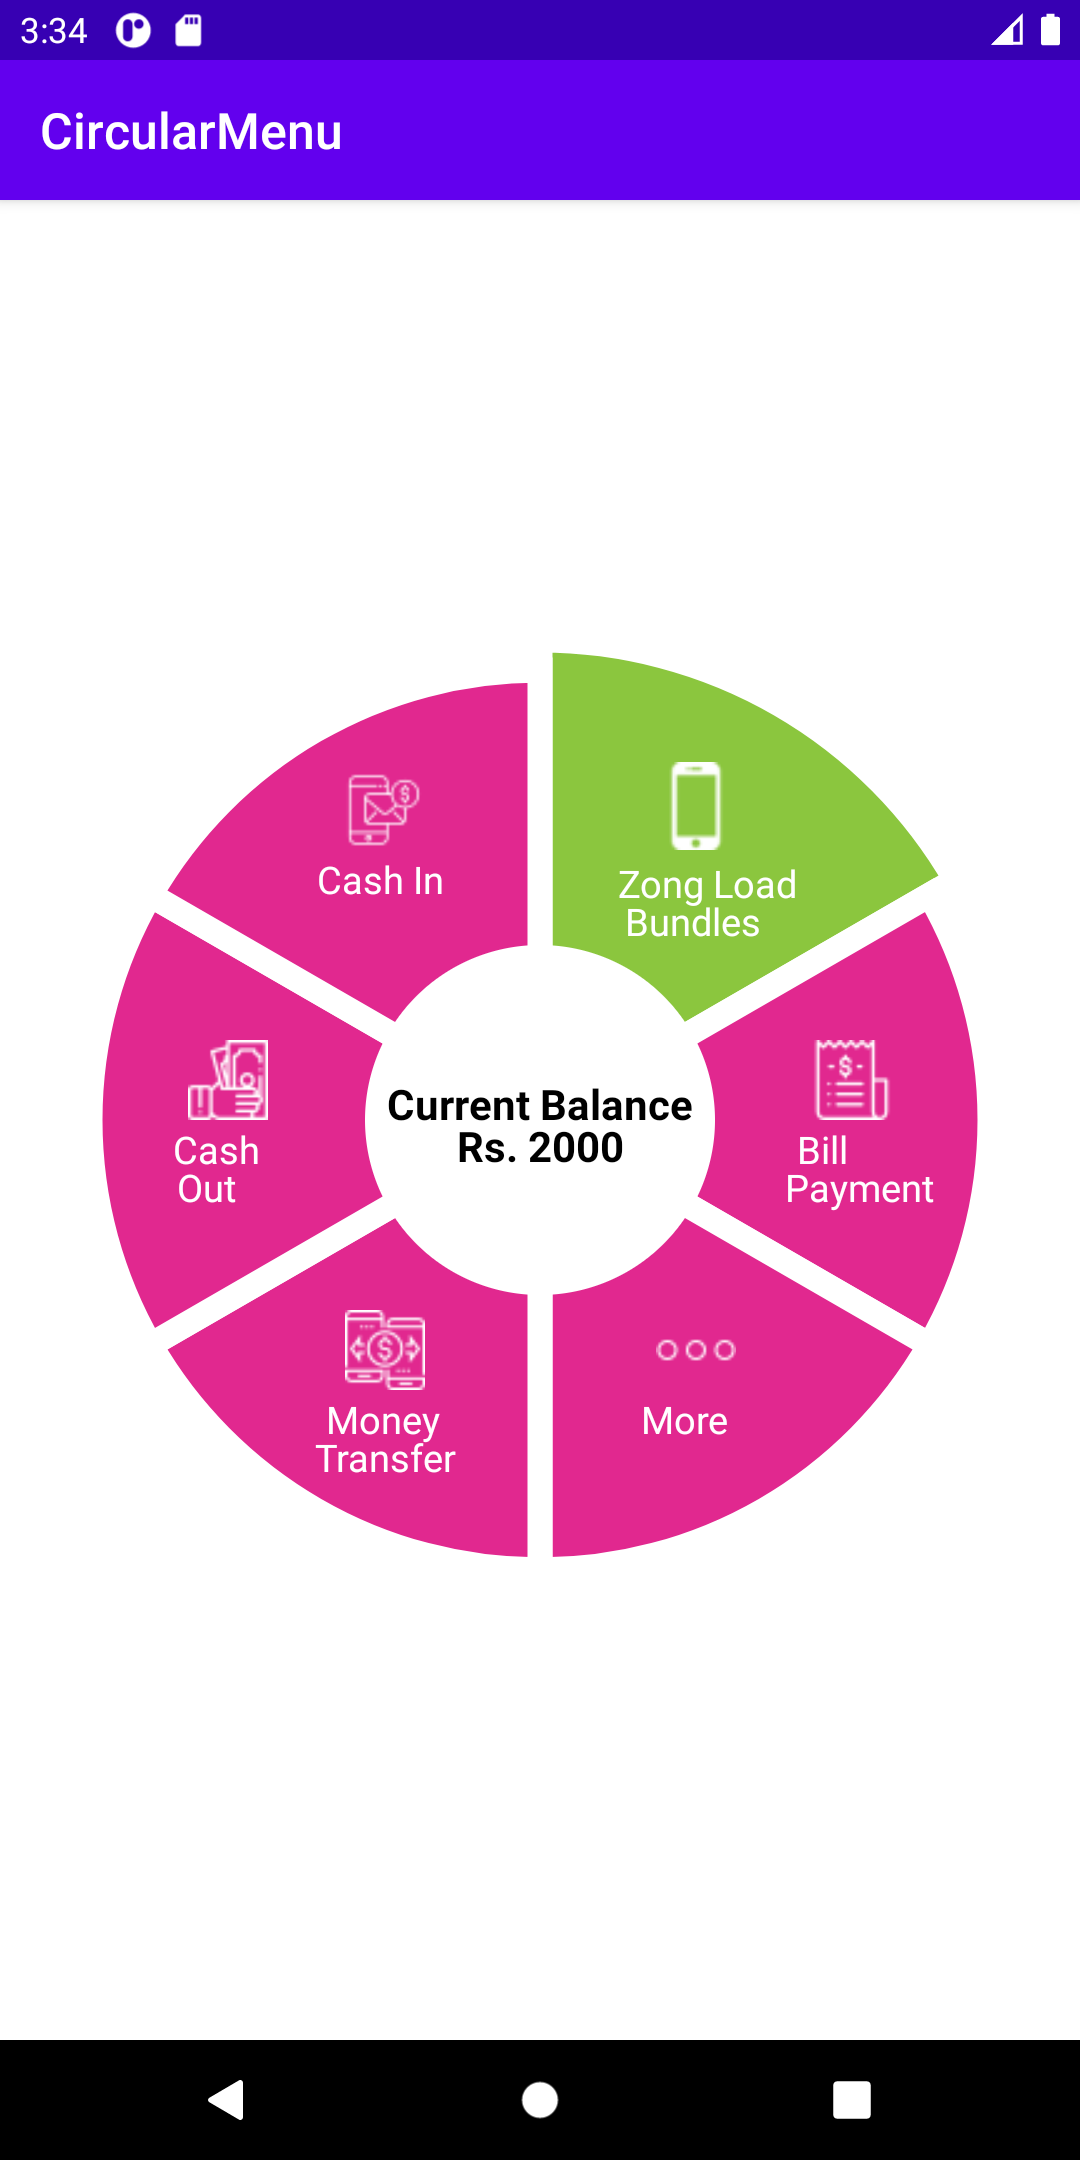 3:34
CircularMenu
Cash In
Zong Load
Bundles
Cash
Out
Current Balance
Rs. 2000
Bill
Payment
Money
Transfer
More